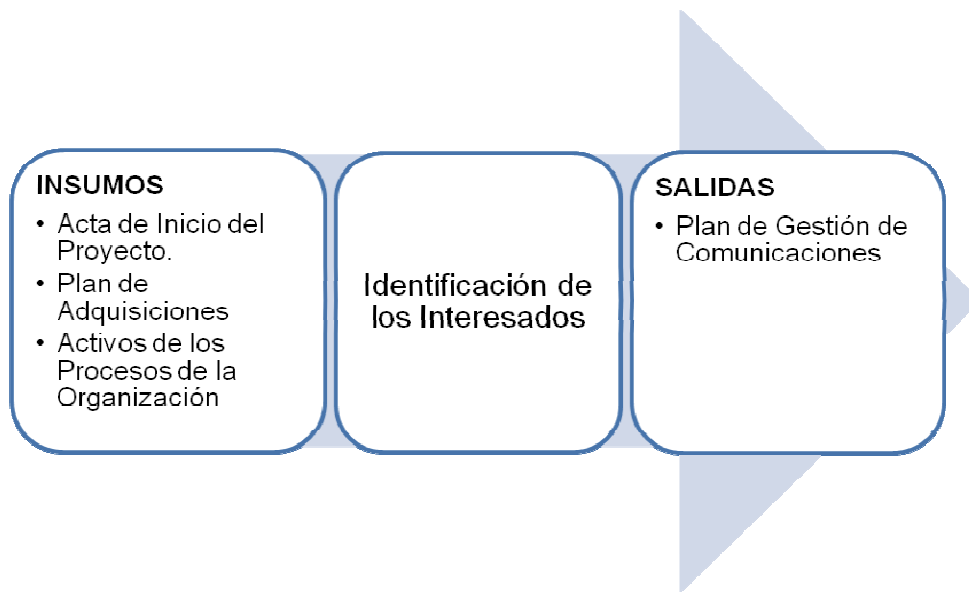 INSUMOS
• Acta de Inicio del
Proyecto.
• Plan de
Adquisiciones
• Activos de los
Procesos de la
Organización
Identificación de
los Interesados
SALIDAS
• Plan de Gestión de
Comunicaciones